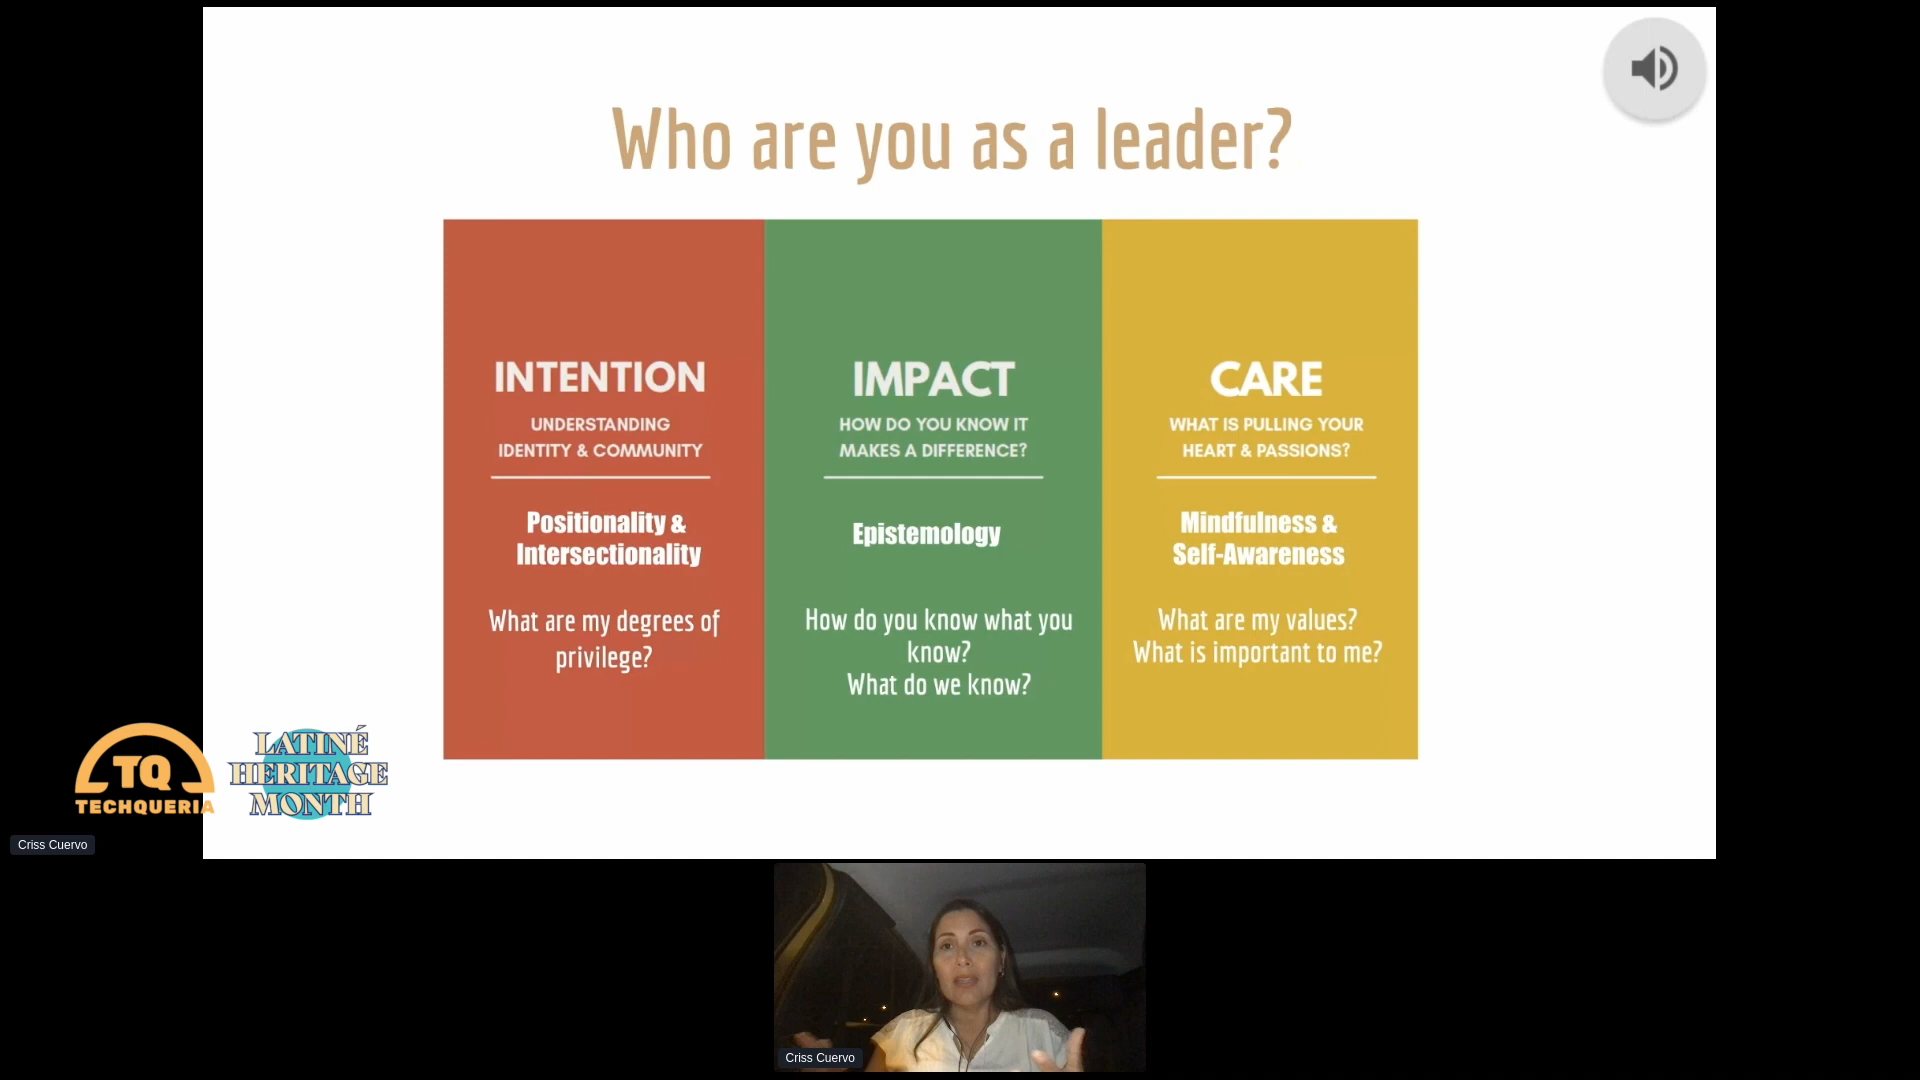 Who are you as a leader?
INTENTION
UNDERSTANDING
IDENTITY & COMMUNITY
Positionality &
Intersectionality
What are my degrees of
privilege?
IMPACT
HOW DO YOU KNOW IT
MAKES A DIFFERENCE?
Epistemology
How do you know what you
know?
What do we know?
CARE
WHAT IS PULLING YOUR
HEART & PASSIONS?
Mindfulness &
Self-Awareness
What are my values?
What is important to me?
TQ
TECHQUERIA
LATINÉ
HERITAGE
MONTH
Criss Cuervo
Criss Cuervo